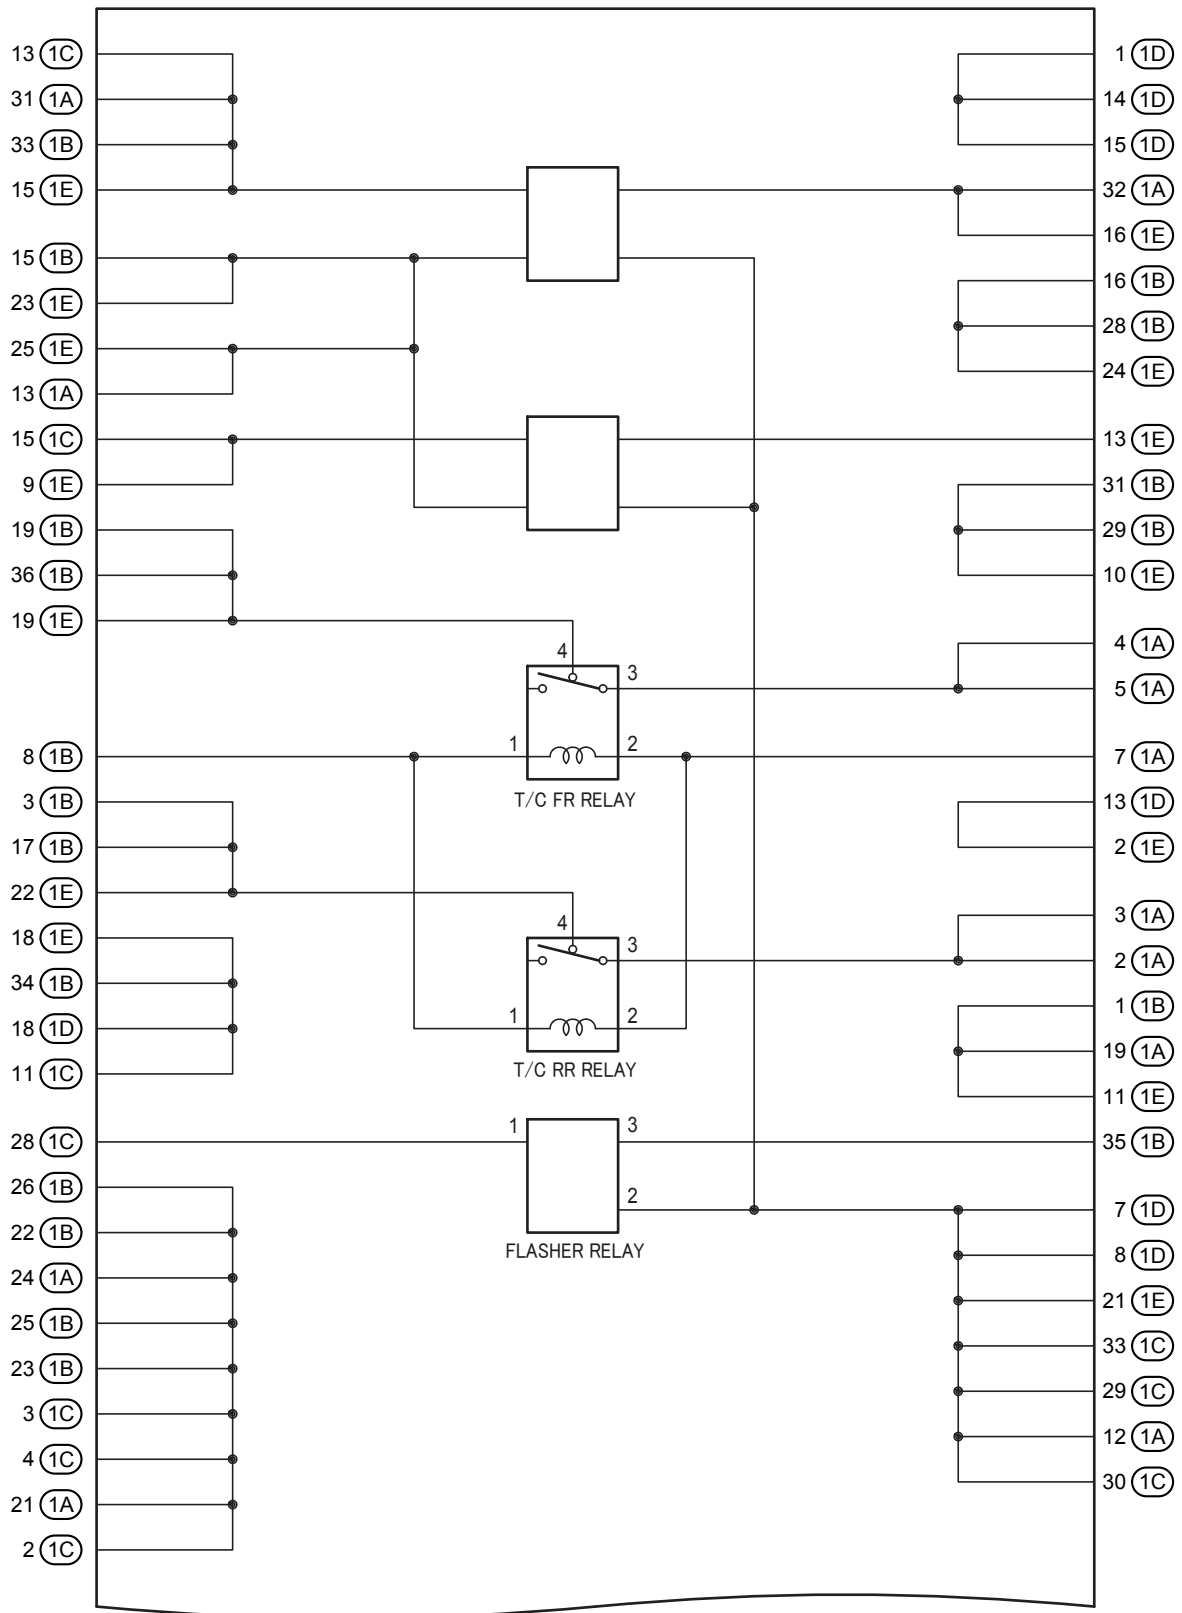 13 1C
31 1A
33 1B
15 1E
15 1B
23 1E
25 1E
13 1A
15 1C
9 1E
19 1B
36 1B
19 1E
8 1B
3 1B
17 1B
22 1E
18 1E
34 1B
18 1D
11 1C
28 1C
26 1B
22 1B
24 1A
25 1B
23 1B
3 1C
4 1C
21 1A
2 1C
4
3
1
2
T/C FR RELAY
4
3
1
2
T/C RR RELAY
1
3
2
FLASHER RELAY
1 1D
14 1D
15 1D
32 1A
16 1E
16 1B
28 1B
24 1E
13 1E
31 1B
29 1B
10 1E
4 1A
5 1A
7 1A
13 1D
2 1E
3 1A
2 1A
1 1B
19 1A
11 1E
35 1B
7 1D
8 1D
21 1E
33 1C
29 1C
12 1A
30 1C